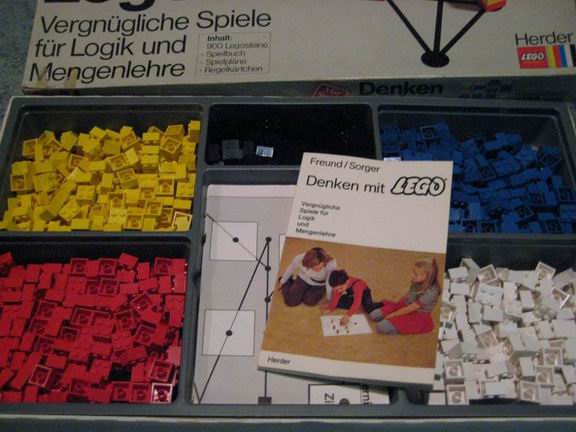 Vergnügliche Spiele
für Logik und
Mengenlehre
Inhalt:
900 Legosteine
Spielbuch
Spielpläne
Regelkärtchen
Herder
LEGO
Denken
Freund/Sorger
Denken mit LEGO
Vergnügliche
Spiele für
Logik
und
Mengenlehre
Herder